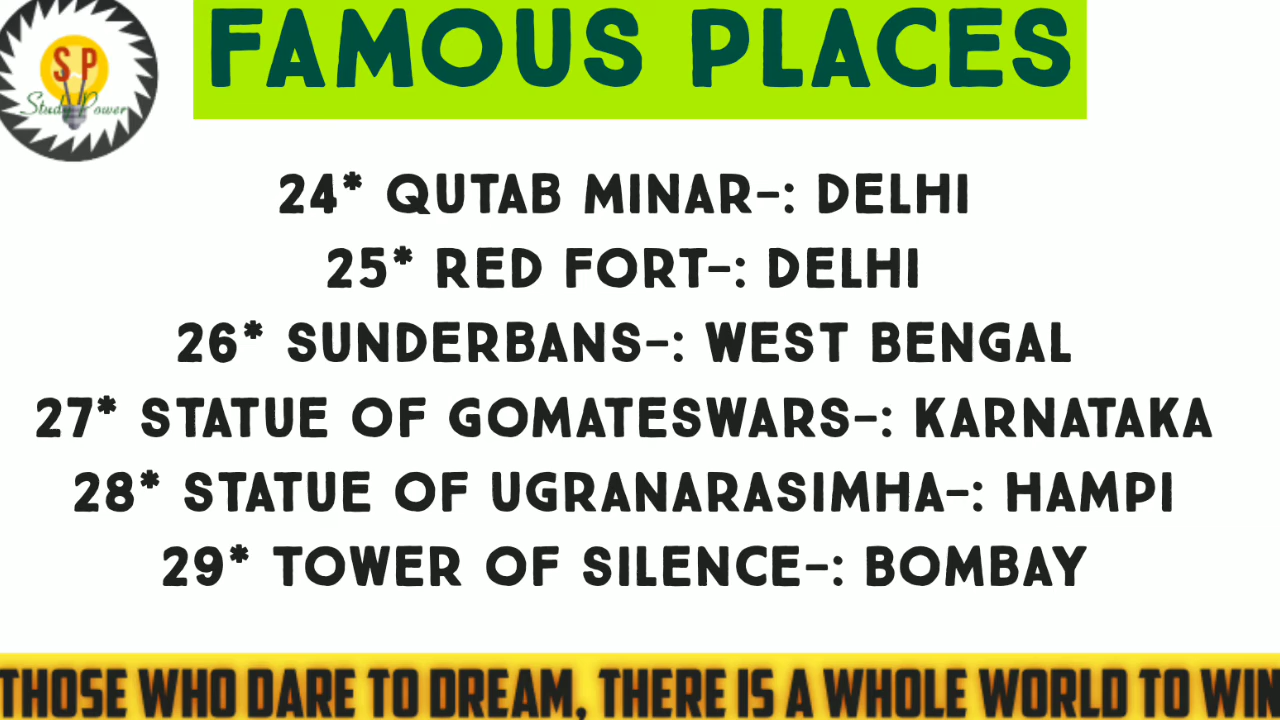 FAMOUS PLACES
SP
Study Power
24* QUTAB MINAR-: DELHI
25* RED FORT-: DELHI
26* SUNDERBANS-: WEST BENGAL
27* STATUE OF GOMATESWARS-: KARNATAKA
28* STATUE OF UGRANARASIMHA-: HAMPI
29* TOWER OF SILENCE-: BOMBAY
THOSE WHO DARE TO DREAM, THERE IS A WHOLE WORLD TO WIN